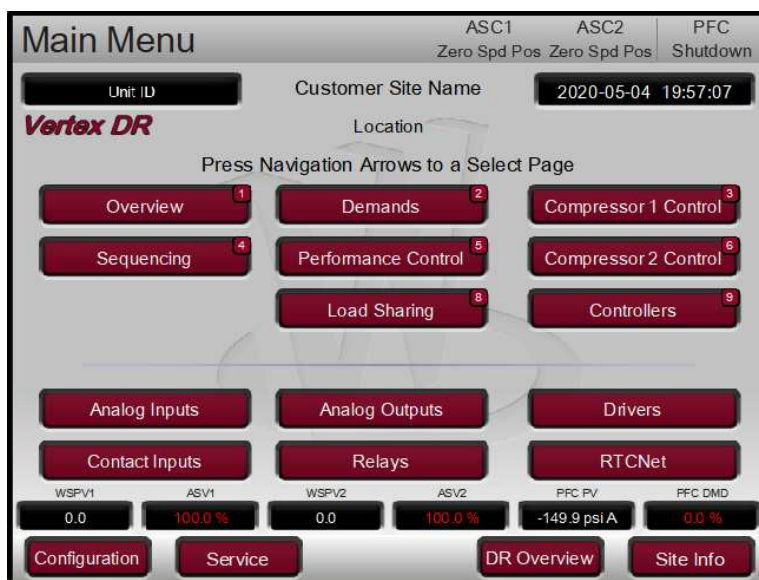 Main Menu
ASC1 ASC2 PFC
Zero Spd Pos Zero Spd Pos Shutdown
Unit ID Customer Site Name 2020-05-04 19:57:07
Vertex DR Location
Press Navigation Arrows to a Select Page
Overview 1 Demands 2 Compressor 1 Control 3
Sequencing 4 Performance Control 5 Compressor 2 Control 6
Load Sharing 8 Controllers 9
Analog Inputs Analog Outputs Drivers
Contact Inputs Relays RTCNet
WSPV1 ASV1 WSPV2 ASV2 PFC PV PFC DMD
0.0 100.0 % 0.0 100.0 % -149.9 psi A 0.0 %
Configuration Service DR Overview Site Info